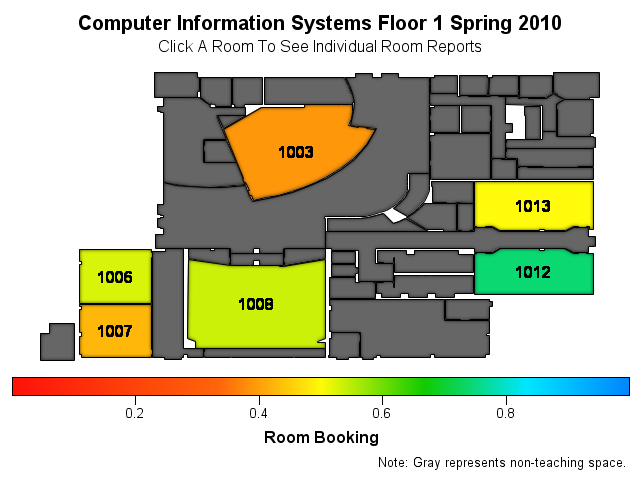 Computer Information Systems Floor 1 Spring 2010
Click A Room To See Individual Room Reports
1003
1013
1012
1006
1008
1007
0.2 0.4 0.6 0.8
Room Booking
Note: Gray represents non-teaching space.